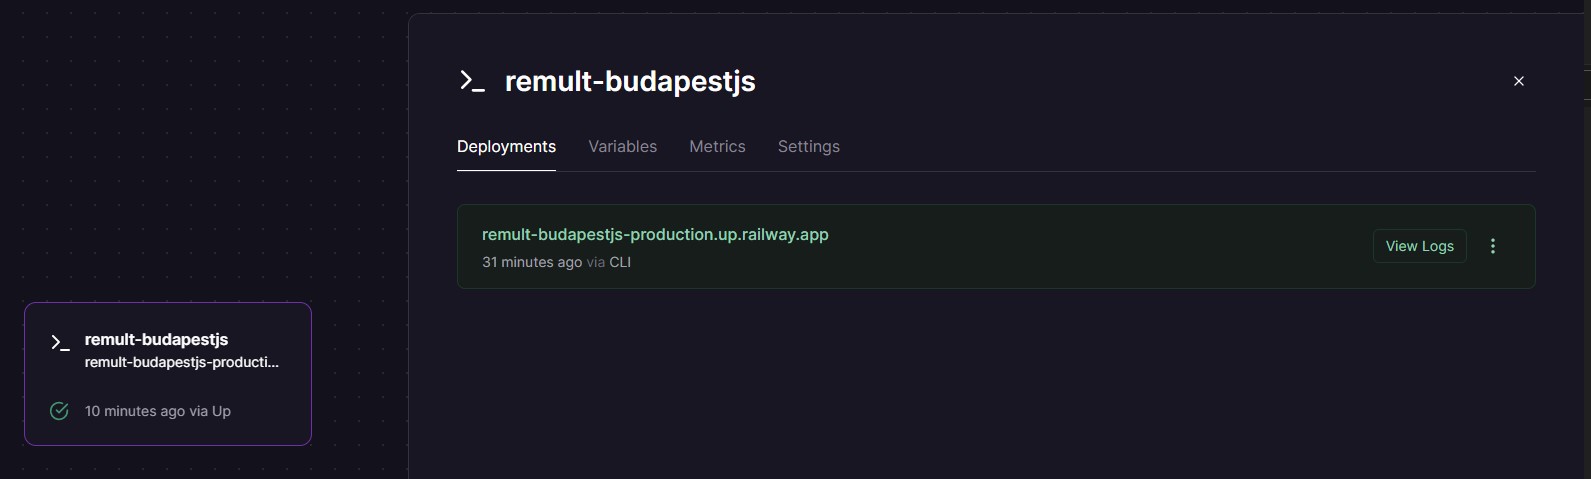 remult-budapestjs
Deployments Variables Metrics Settings
remult-budapestjs-production.up.railway.app
31 minutes ago via CLI
View Logs
remult-budapestjs
remult-budapestjs-producti...
10 minutes ago via Up